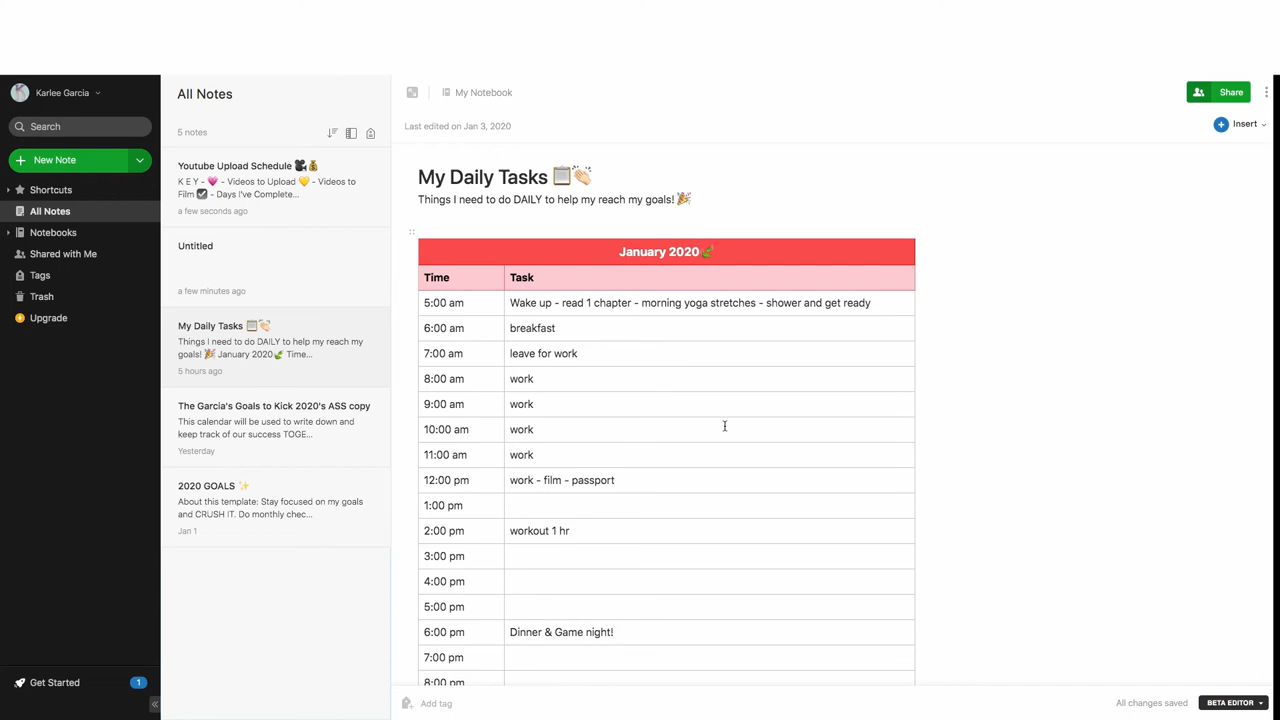 Karlee Garcia
Search
New Note
Shortcuts
All Notes
Notebooks
Shared with Me
Tags
Trash
Upgrade
Get Started
1
All Notes
5 notes
Youtube Upload Schedule 🎥💰
K E Y - 💗 - Videos to Upload 💛 - Videos to
Film ☑ - Days I've Complete...
a few seconds ago
Untitled
a few minutes ago
My Daily Tasks 📋👏🏻
Things I need to do DAILY to help my reach my
goals! 🎉 January 2020🌿 Time...
5 hours ago
The Garcia's Goals to Kick 2020's ASS copy
This calendar will be used to write down and
keep track of our success TOGE...
Yesterday
2020 GOALS ✨
About this template: Stay focused on my goals
and CRUSH IT. Do monthly chec...
Jan 1
My Notebook
Share
Last edited on Jan 3, 2020
Insert
My Daily Tasks 📋👏🏻
Things I need to do DAILY to help my reach my goals! 🎉
January 2020🌿
Time Task
5:00 am Wake up - read 1 chapter - morning yoga stretches - shower and get ready
6:00 am breakfast
7:00 am leave for work
8:00 am work
9:00 am work
10:00 am work
11:00 am work
12:00 pm work - film - passport
1:00 pm
2:00 pm workout 1 hr
3:00 pm
4:00 pm
5:00 pm
6:00 pm Dinner & Game night!
7:00 pm
8:00 pm
Add tag
All changes saved
BETA EDITOR